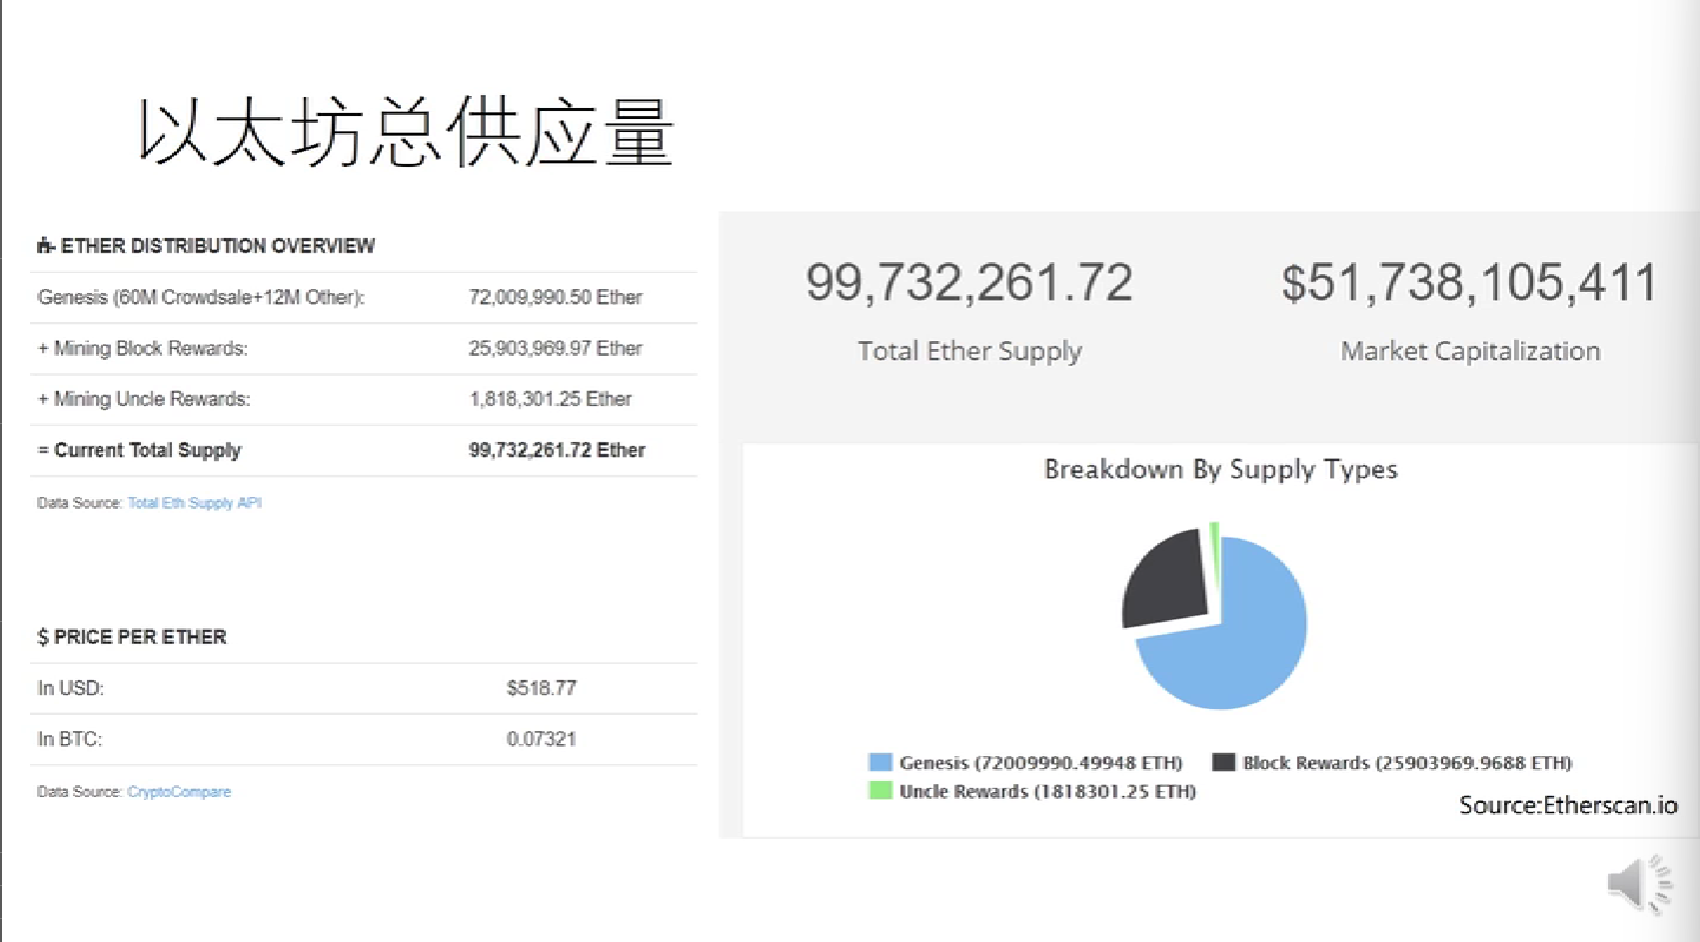 以太坊总供应量
ETHER DISTRIBUTION OVERVIEW
Genesis (60M Crowdsale+12M Other): 72,009,990.50 Ether
+ Mining Block Rewards: 25,903,969.97 Ether
+ Mining Uncle Rewards: 1,818,301.25 Ether
= Current Total Supply 99,732,261.72 Ether
Data Source: Total Eth Supply API
$ PRICE PER ETHER
In USD: $518.77
In BTC: 0.07321
Data Source: CryptoCompare
99,732,261.72 $51,738,105,411
Total Ether Supply Market Capitalization
Breakdown By Supply Types
Genesis (72009990.49948 ETH) Block Rewards (25903969.9688 ETH)
Uncle Rewards (1818301.25 ETH)
Source:Etherscan.io